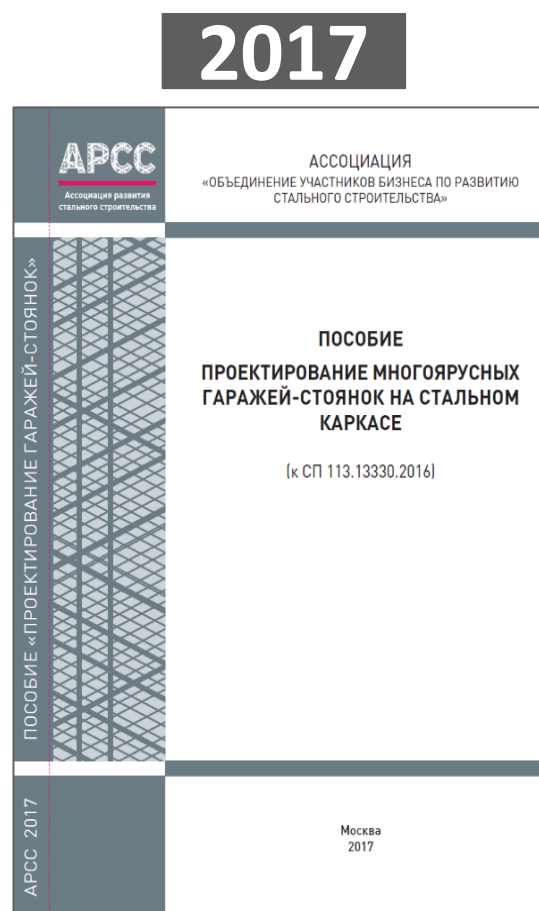 2017
АРСС
Ассоциация развития
стального строительства
АССОЦИАЦИЯ
«ОБЪЕДИНЕНИЕ УЧАСТНИКОВ БИЗНЕСА ПО РАЗВИТИЮ
СТАЛЬНОГО СТРОИТЕЛЬСТВА»
ПОСОБИЕ «ПРОЕКТИРОВАНИЕ ГАРАЖЕЙ-СТОЯНОК»
ПОСОБИЕ
ПРОЕКТИРОВАНИЕ МНОГОЯРУСНЫХ
ГАРАЖЕЙ-СТОЯНОК НА СТАЛЬНОМ
КАРКАСЕ
(к СП 113.13330.2016)
АРСС 2017
Москва
2017